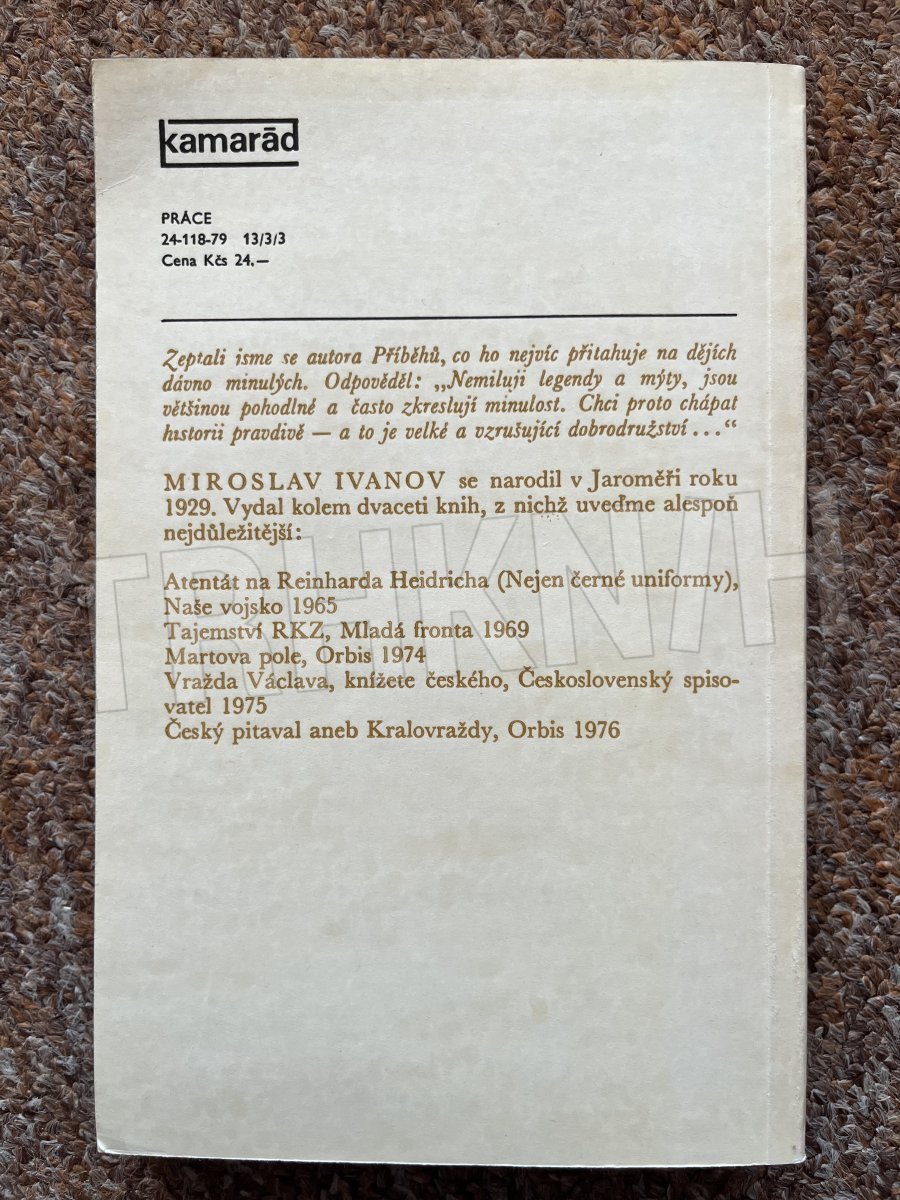 kamarād
PRÁCE
24-118-79 13/3/3
Cena Kčs 24,—
Zeptali jsme se autora Příběhů, co ho nejvíc přitahuje na dějích
dávno minulých. Odpověděl: „Nemiluji legendy a mýty, jsou
většinou pohodlné a často zkreslují minulost. Chci proto chápat
historii pravdivě — a to je velké a vzrušující dobrodružství..."
MIROSLAV IVANOV se narodil v Jaroměři roku
1929. Vydal kolem dvaceti knih, z nichž uveďme alespoň
nejdůležitější:
Atentát na Reinharda Heidricha (Nejen černé uniformy),
Naše vojsko 1965
Tajemství RKZ, Mladá fronta 1969
Martova pole, Orbis 1974
Vražda Václava, knížete českého, Československý spiso-
vatel 1975
Český pitaval aneb Kralovraždy, Orbis 1976
TRHKNIH